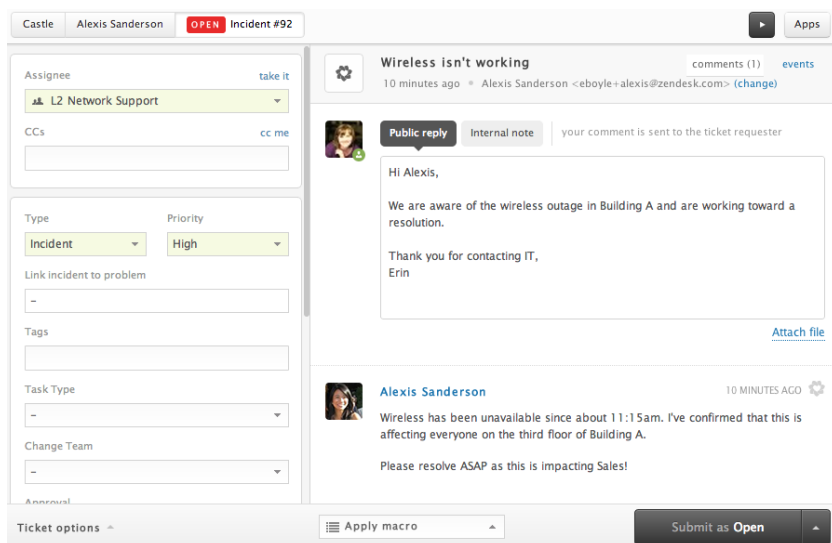 Castle Alexis Sanderson OPEN Incident #92 Apps
Assignee take it
L2 Network Support
CCs cc me
Type Priority
Incident High
Link incident to problem
–
Tags
Task Type
–
Change Team
–
Approval
Wireless isn't working comments (1) events
10 minutes ago Alexis Sanderson <eboyle+alexis@zendesk.com> (change)
Public reply Internal note your comment is sent to the ticket requester
Hi Alexis,
We are aware of the wireless outage in Building A and are working toward a
resolution.
Thank you for contacting IT,
Erin
Attach file
Alexis Sanderson 10 MINUTES AGO
Wireless has been unavailable since about 11:15am. I've confirmed that this is
affecting everyone on the third floor of Building A.
Please resolve ASAP as this is impacting Sales!
Ticket options Apply macro Submit as Open